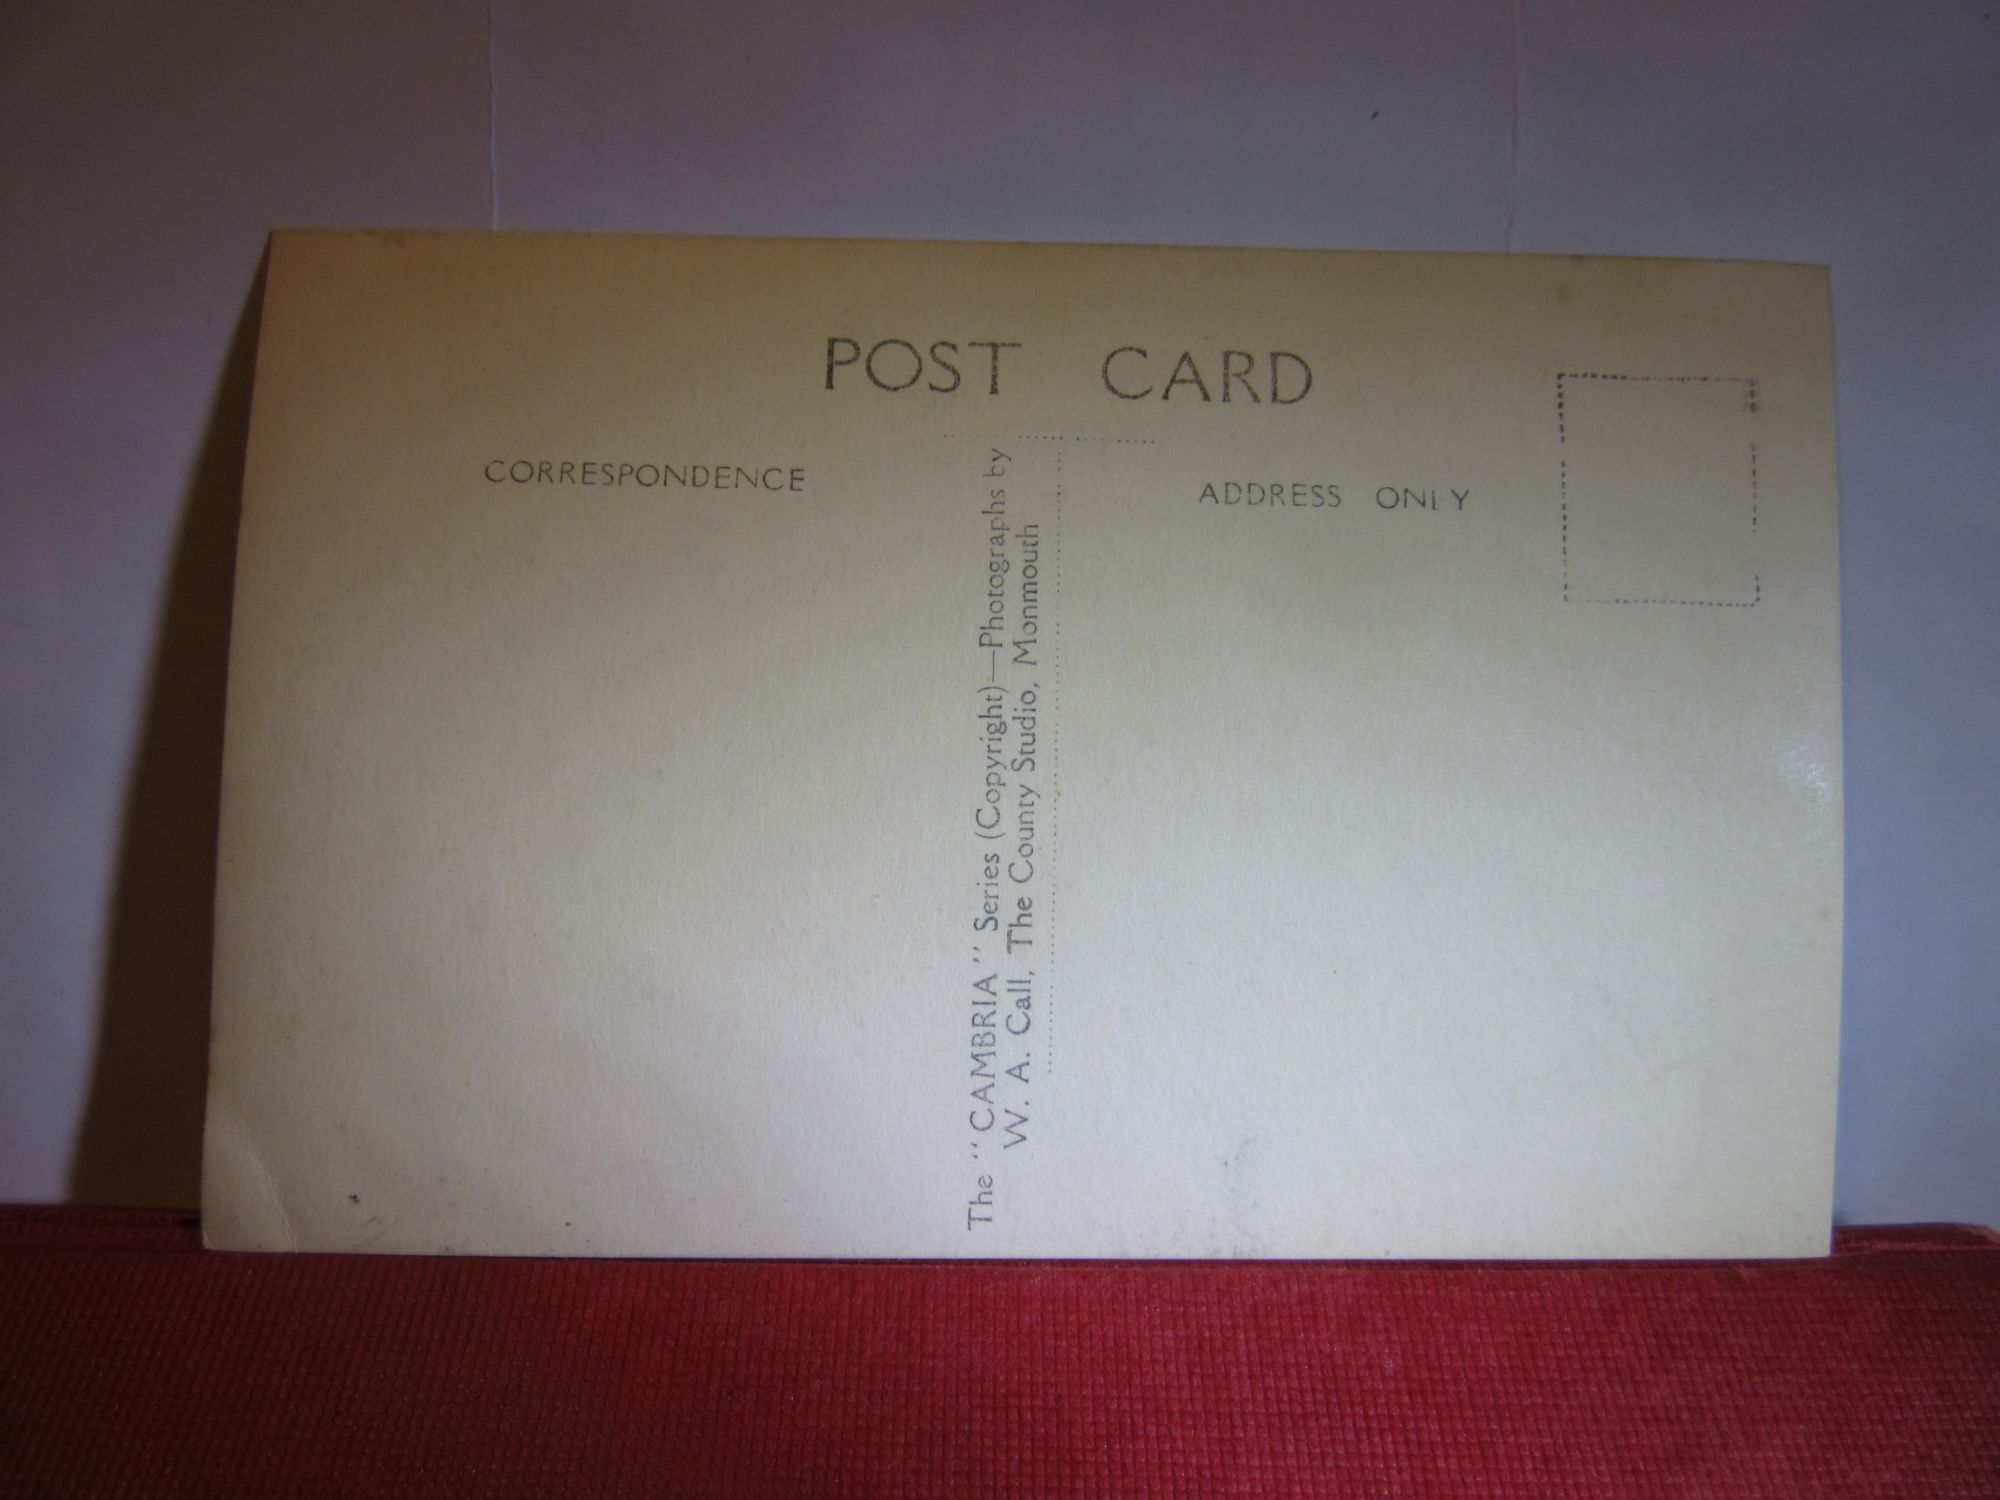 POST CARD
CORRESPONDENCE
ADDRESS ONLY
The "CAMBRIA" Series (Copyright)—Photographs by
W. A. Call, The County Studio, Monmouth